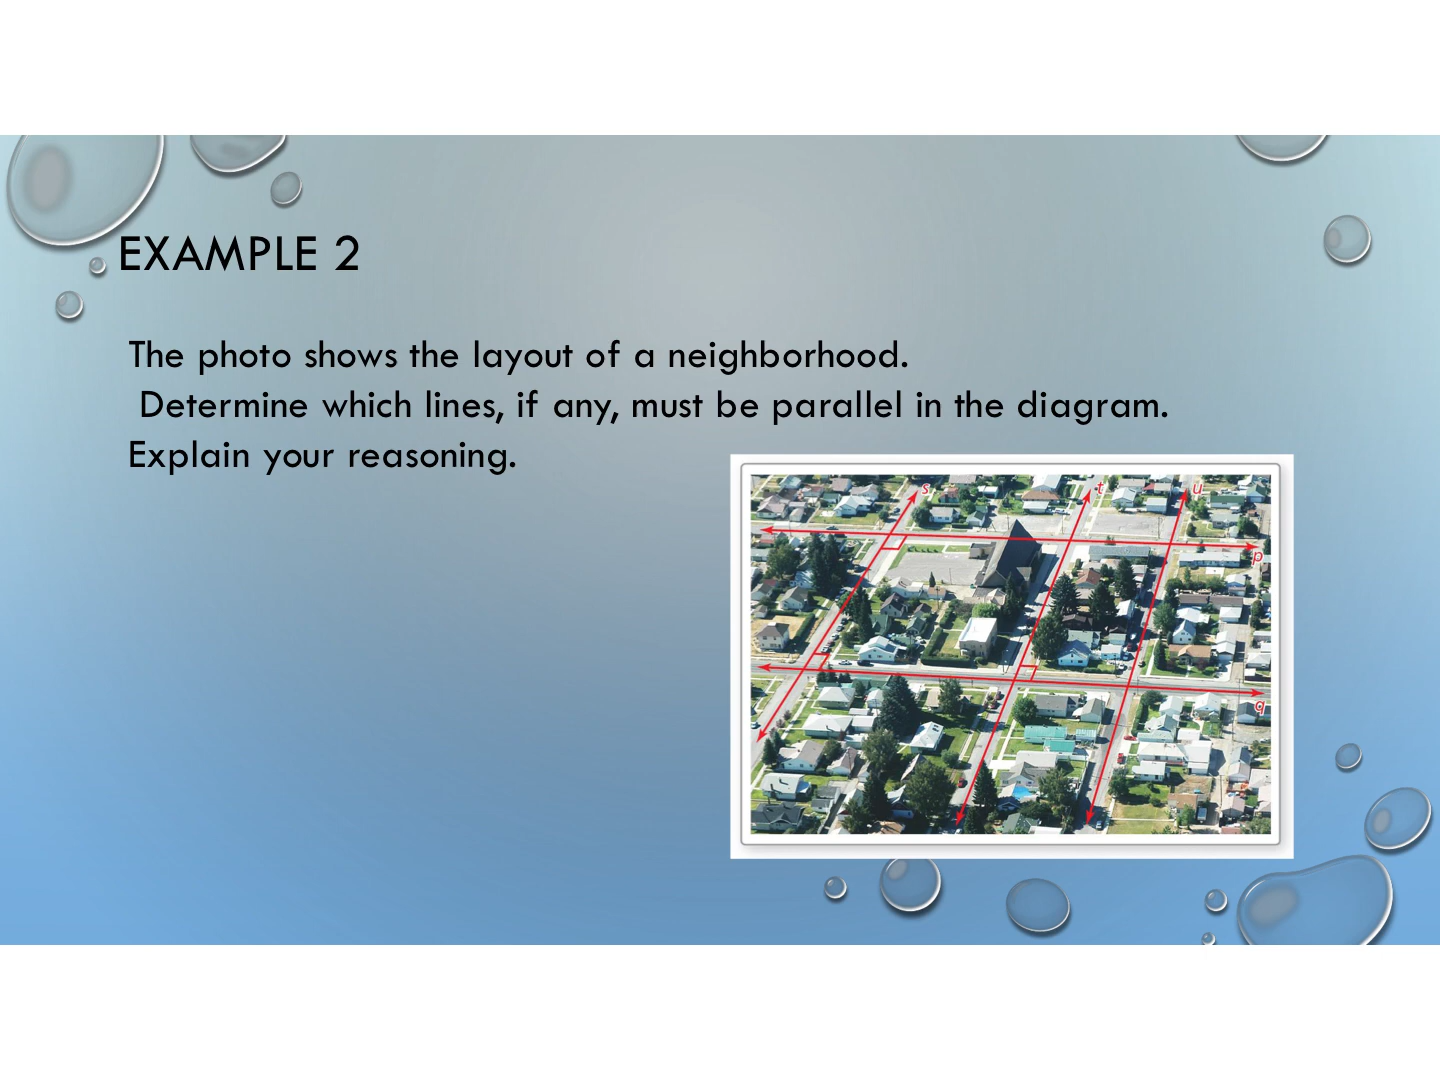 EXAMPLE 2
The photo shows the layout of a neighborhood.
Determine which lines, if any, must be parallel in the diagram.
Explain your reasoning.
s
t
u
p
q